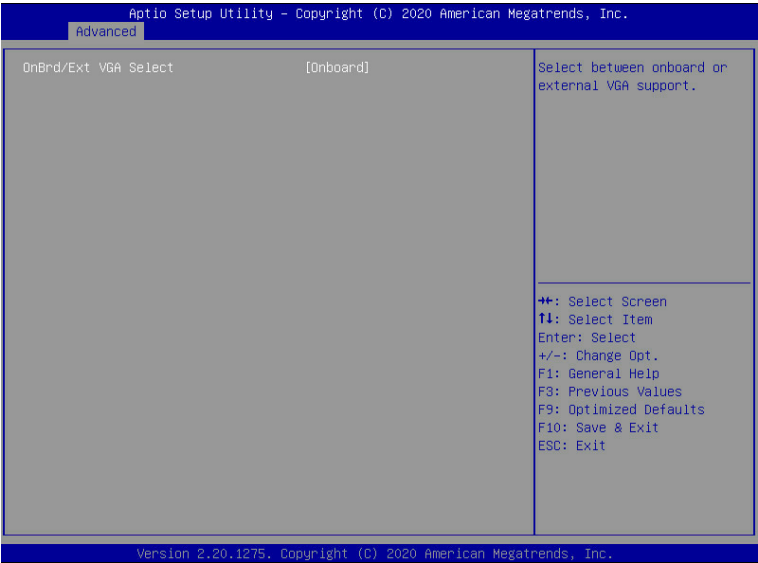 Aptio Setup Utility – Copyright (C) 2020 American Megatrends, Inc.
Advanced
OnBrd/Ext VGA Select [Onboard]
Select between onboard or
external VGA support.
→←: Select Screen
↑↓: Select Item
Enter: Select
+/-: Change Opt.
F1: General Help
F3: Previous Values
F9: Optimized Defaults
F10: Save & Exit
ESC: Exit
Version 2.20.1275. Copyright (C) 2020 American Megatrends, Inc.